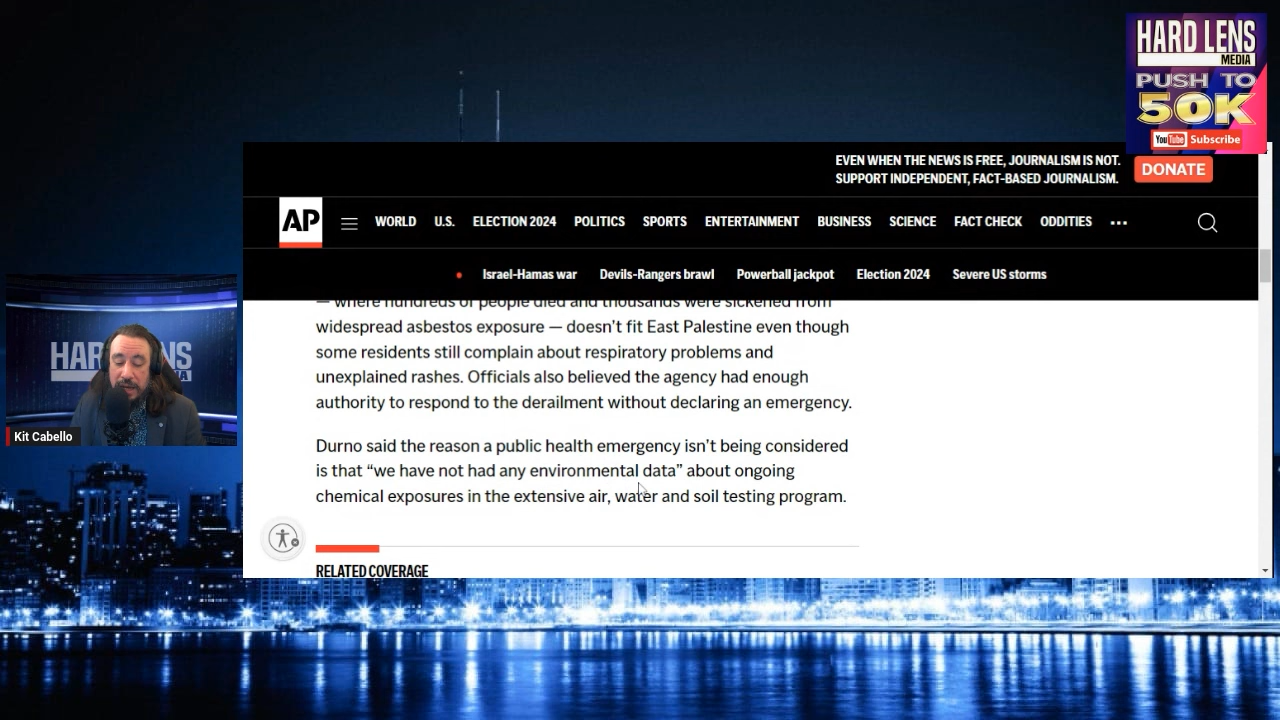 HARD LENS
MEDIA
PUSH TO
50K
YouTube Subscribe
EVEN WHEN THE NEWS IS FREE, JOURNALISM IS NOT.
SUPPORT INDEPENDENT, FACT-BASED JOURNALISM.
DONATE
AP
WORLD U.S. ELECTION 2024 POLITICS SPORTS ENTERTAINMENT BUSINESS SCIENCE FACT CHECK ODDITIES
Israel-Hamas war Devils-Rangers brawl Powerball jackpot Election 2024 Severe US storms
— where hundreds of people died and thousands were sickened from
widespread asbestos exposure — doesn't fit East Palestine even though
some residents still complain about respiratory problems and
unexplained rashes. Officials also believed the agency had enough
authority to respond to the derailment without declaring an emergency.
Durno said the reason a public health emergency isn't being considered
is that “we have not had any environmental data” about ongoing
chemical exposures in the extensive air, water and soil testing program.
RELATED COVERAGE
Kit Cabello